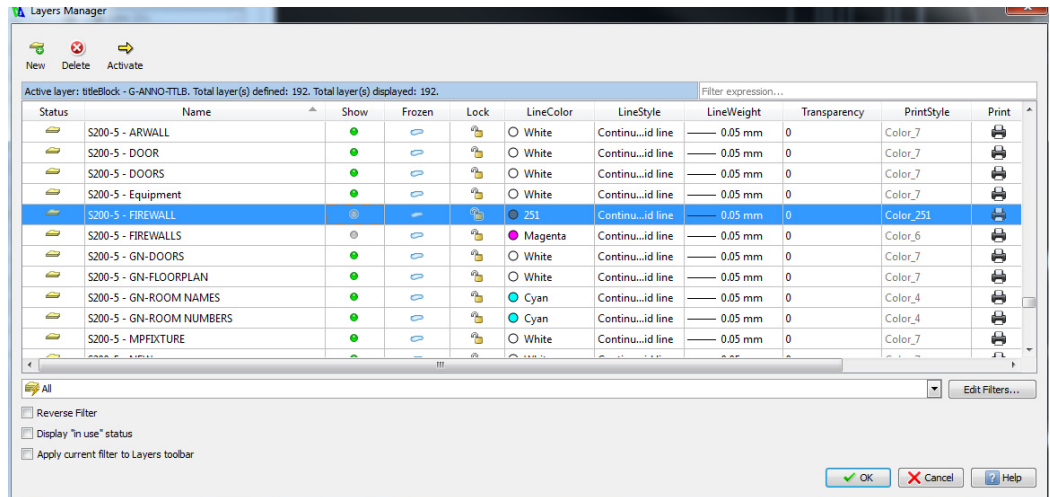 Layers Manager
New Delete Activate
Active layer: titleBlock - G-ANNO-TTLB. Total layer(s) defined: 192. Total layer(s) displayed: 192. Filter expression...
Status Name Show Frozen Lock LineColor LineStyle LineWeight Transparency PrintStyle Print
S200-5 - ARWALL White Continu...id line 0.05 mm 0 Color_7
S200-5 - DOOR White Continu...id line 0.05 mm 0 Color_7
S200-5 - DOORS White Continu...id line 0.05 mm 0 Color_7
S200-5 - Equipment White Continu...id line 0.05 mm 0 Color_7
S200-5 - FIREWALL 251 Continu...id line 0.05 mm 0 Color_251
S200-5 - FIREWALLS Magenta Continu...id line 0.05 mm 0 Color_6
S200-5 - GN-DOORS White Continu...id line 0.05 mm 0 Color_7
S200-5 - GN-FLOORPLAN White Continu...id line 0.05 mm 0 Color_7
S200-5 - GN-ROOM NAMES Cyan Continu...id line 0.05 mm 0 Color_4
S200-5 - GN-ROOM NUMBERS Cyan Continu...id line 0.05 mm 0 Color_4
S200-5 - MPFIXTURE White Continu...id line 0.05 mm 0 Color_7
All Edit Filters...
Reverse Filter
Display "in use" status
Apply current filter to Layers toolbar
OK Cancel Help